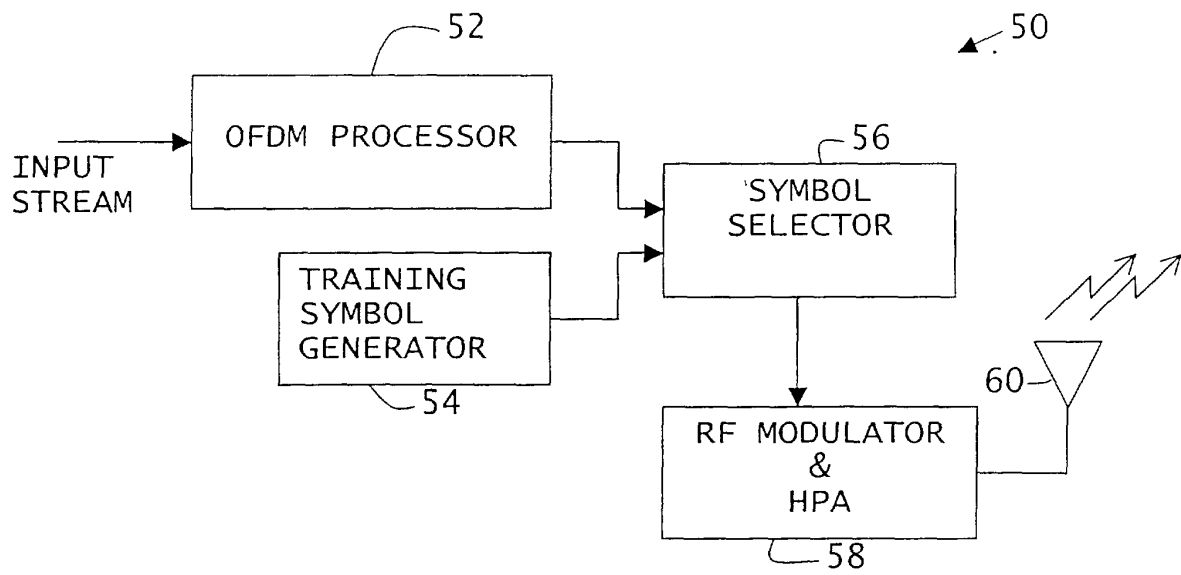 52
50
OFDM PROCESSOR
INPUT
STREAM
56
SYMBOL
SELECTOR
TRAINING
SYMBOL
GENERATOR
54
60
RF MODULATOR
&
HPA
58